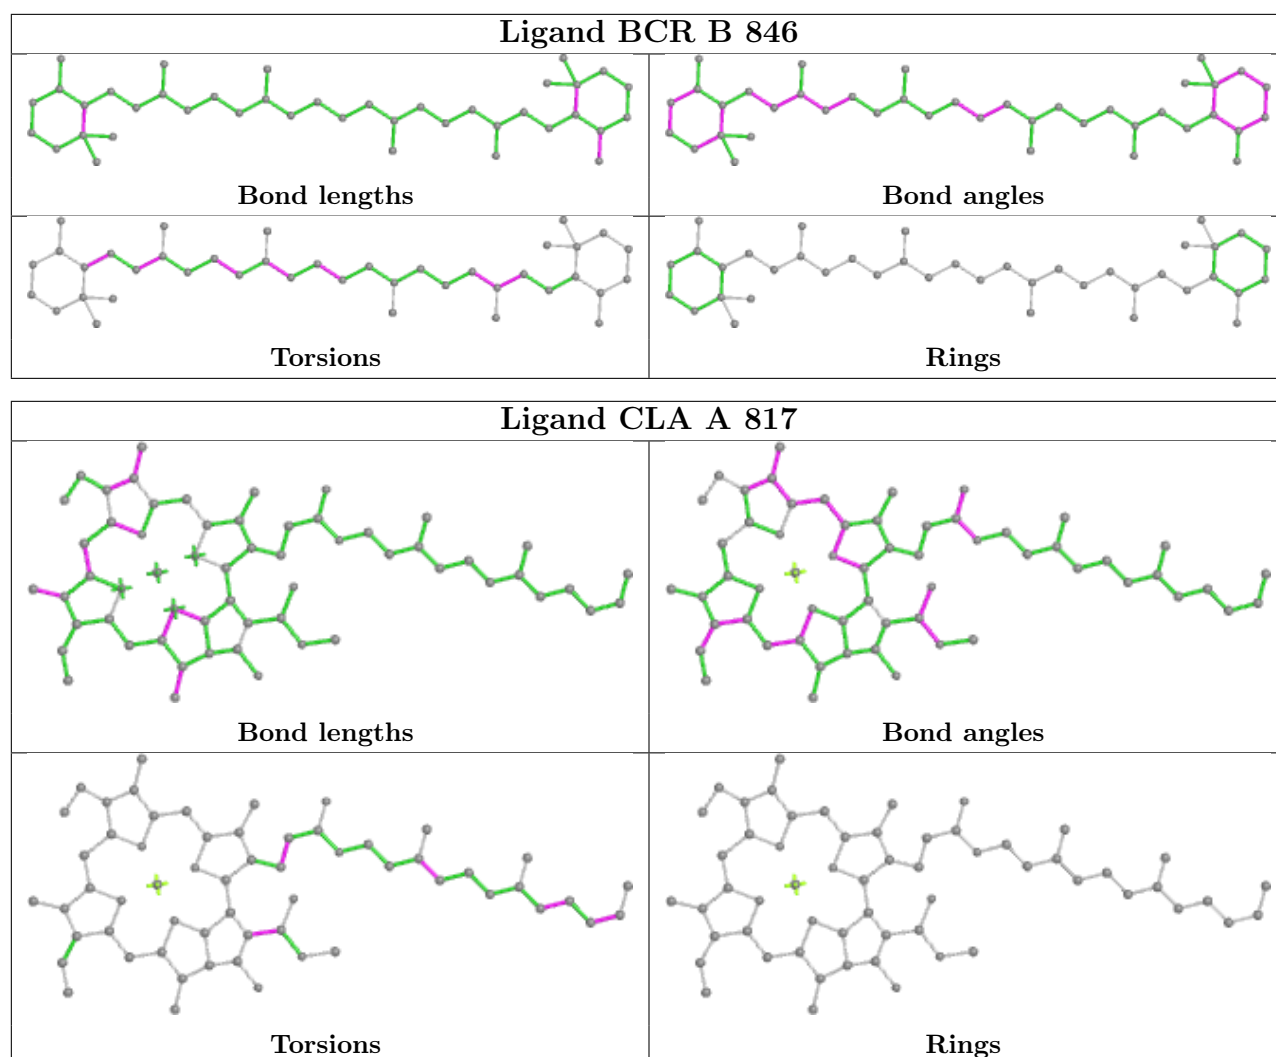 Ligand BCR B 846
Bond lengths
Bond angles
Torsions
Rings
Ligand CLA A 817
Bond lengths
Bond angles
Torsions
Rings